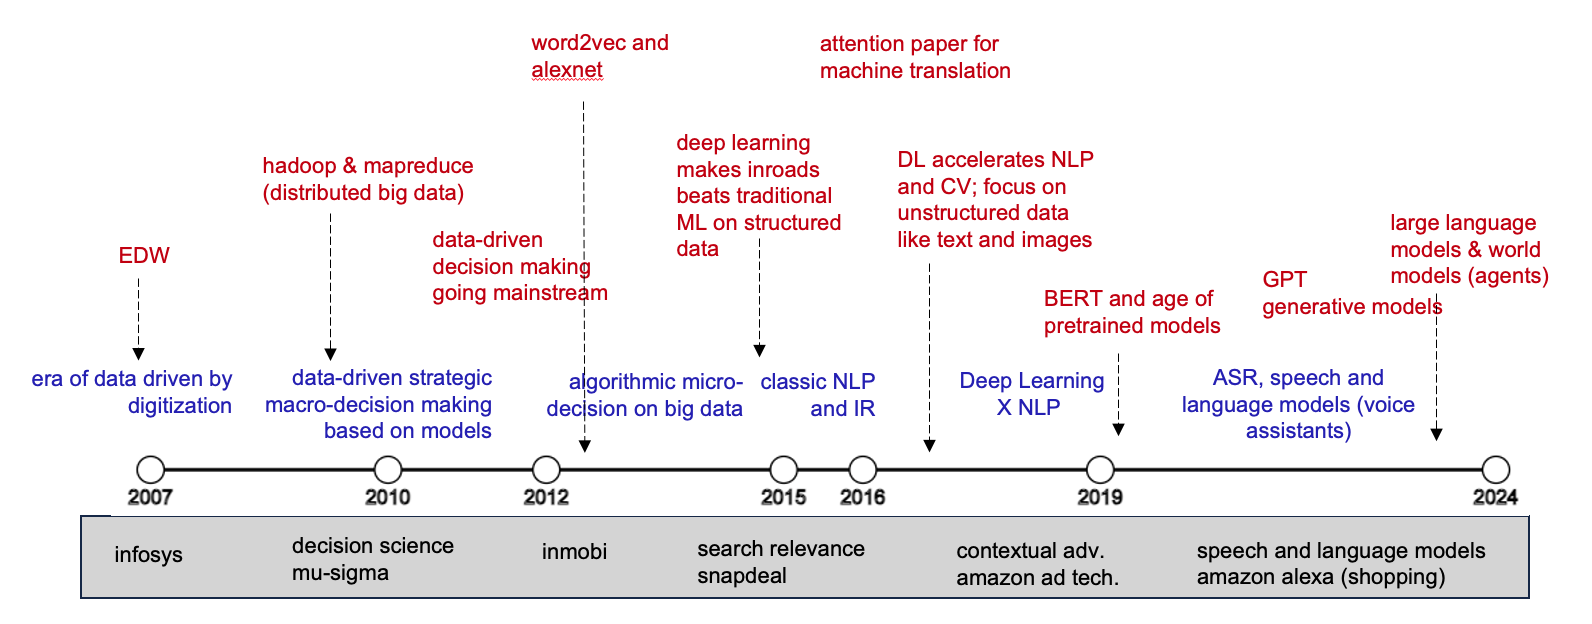 word2vec and
alexnet
attention paper for
machine translation
hadoop & mapreduce
(distributed big data)
deep learning
makes inroads
beats traditional
ML on structured
data
DL accelerates NLP
and CV; focus on
unstructured data
like text and images
EDW
data-driven
decision making
going mainstream
large language
models & world
models (agents)
BERT and age of
pretrained models
GPT
generative models
era of data driven by
digitization
data-driven strategic
macro-decision making
based on models
algorithmic micro-
decision on big data
classic NLP
and IR
Deep Learning
X NLP
ASR, speech and
language models (voice
assistants)
2007
2010
2012
2015
2016
2019
2024
infosys
decision science
mu-sigma
inmobi
search relevance
snapdeal
contextual adv.
amazon ad tech.
speech and language models
amazon alexa (shopping)